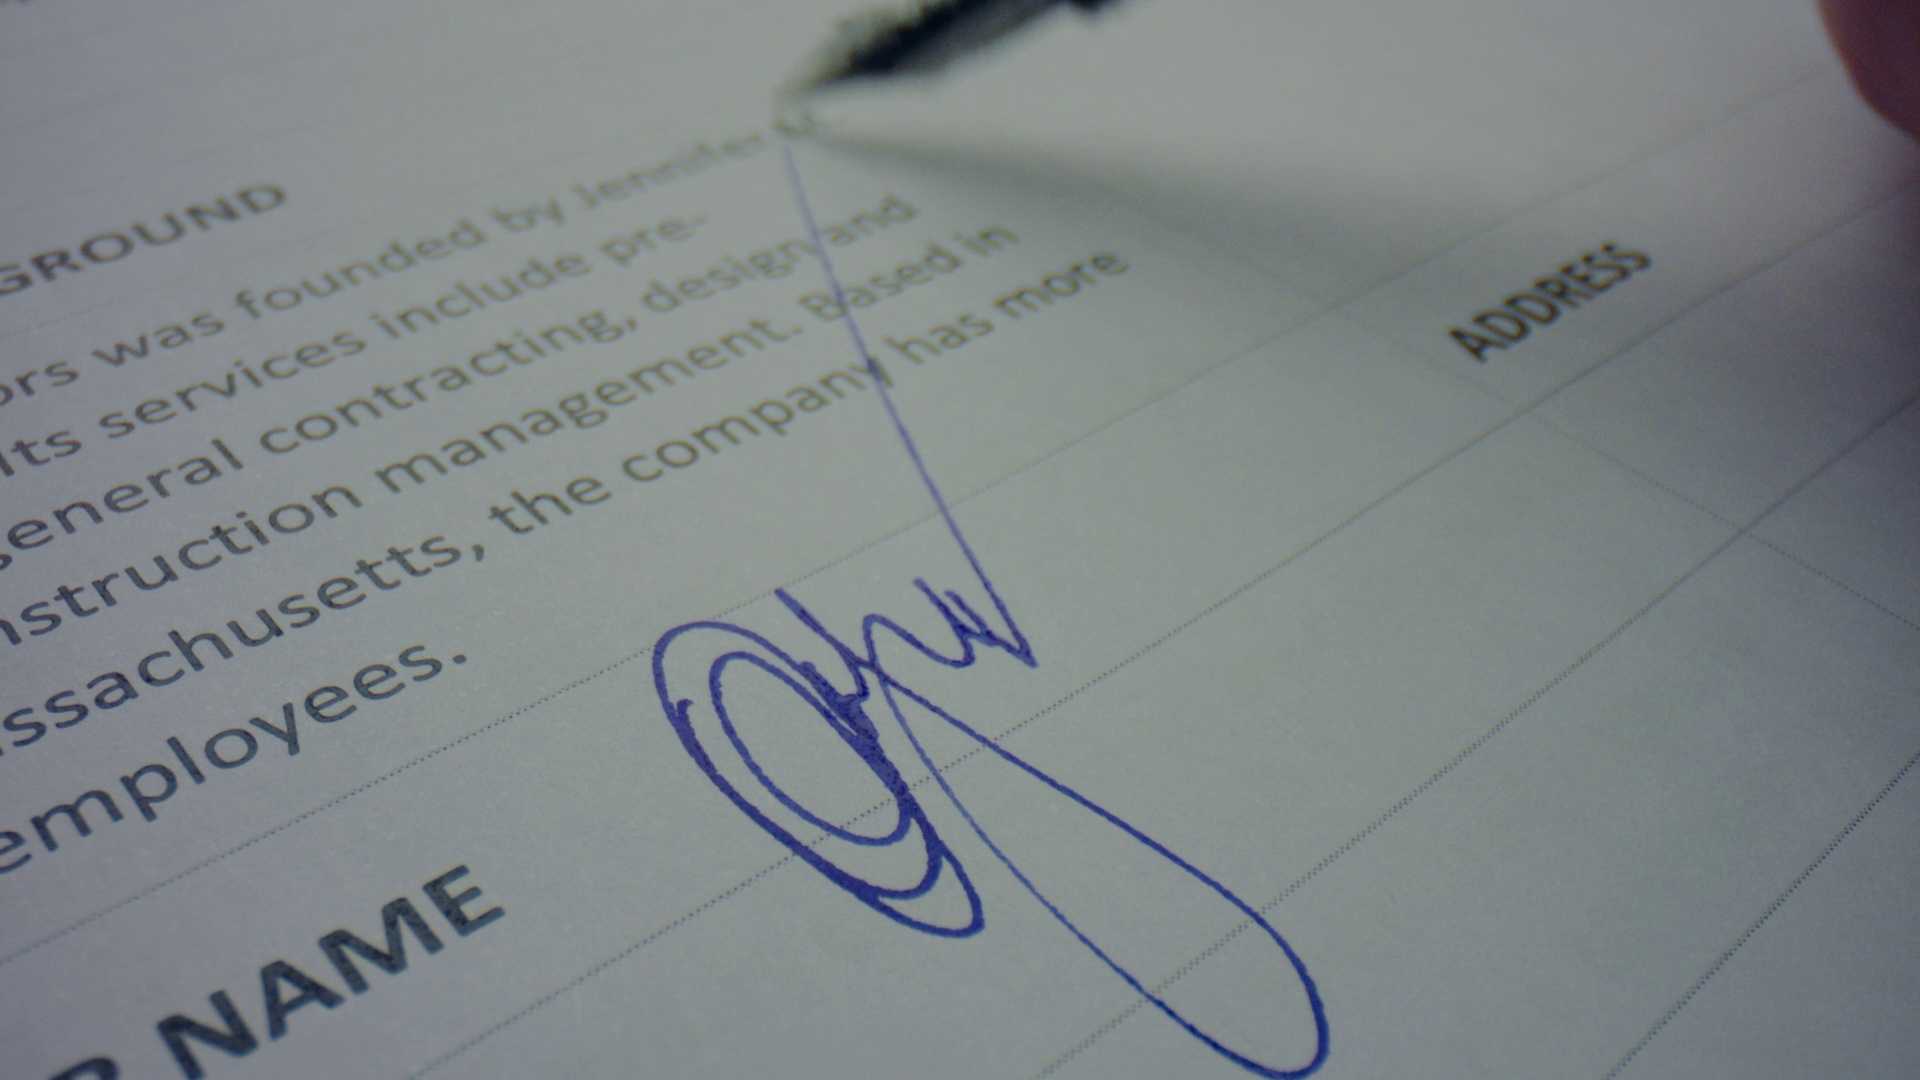 GROUND
ors was founded by Jennifer
Its services include pre-
general contracting, design and
nstruction management. Based in
ssachusetts, the company has more
employees.
R NAME
ADDRESS